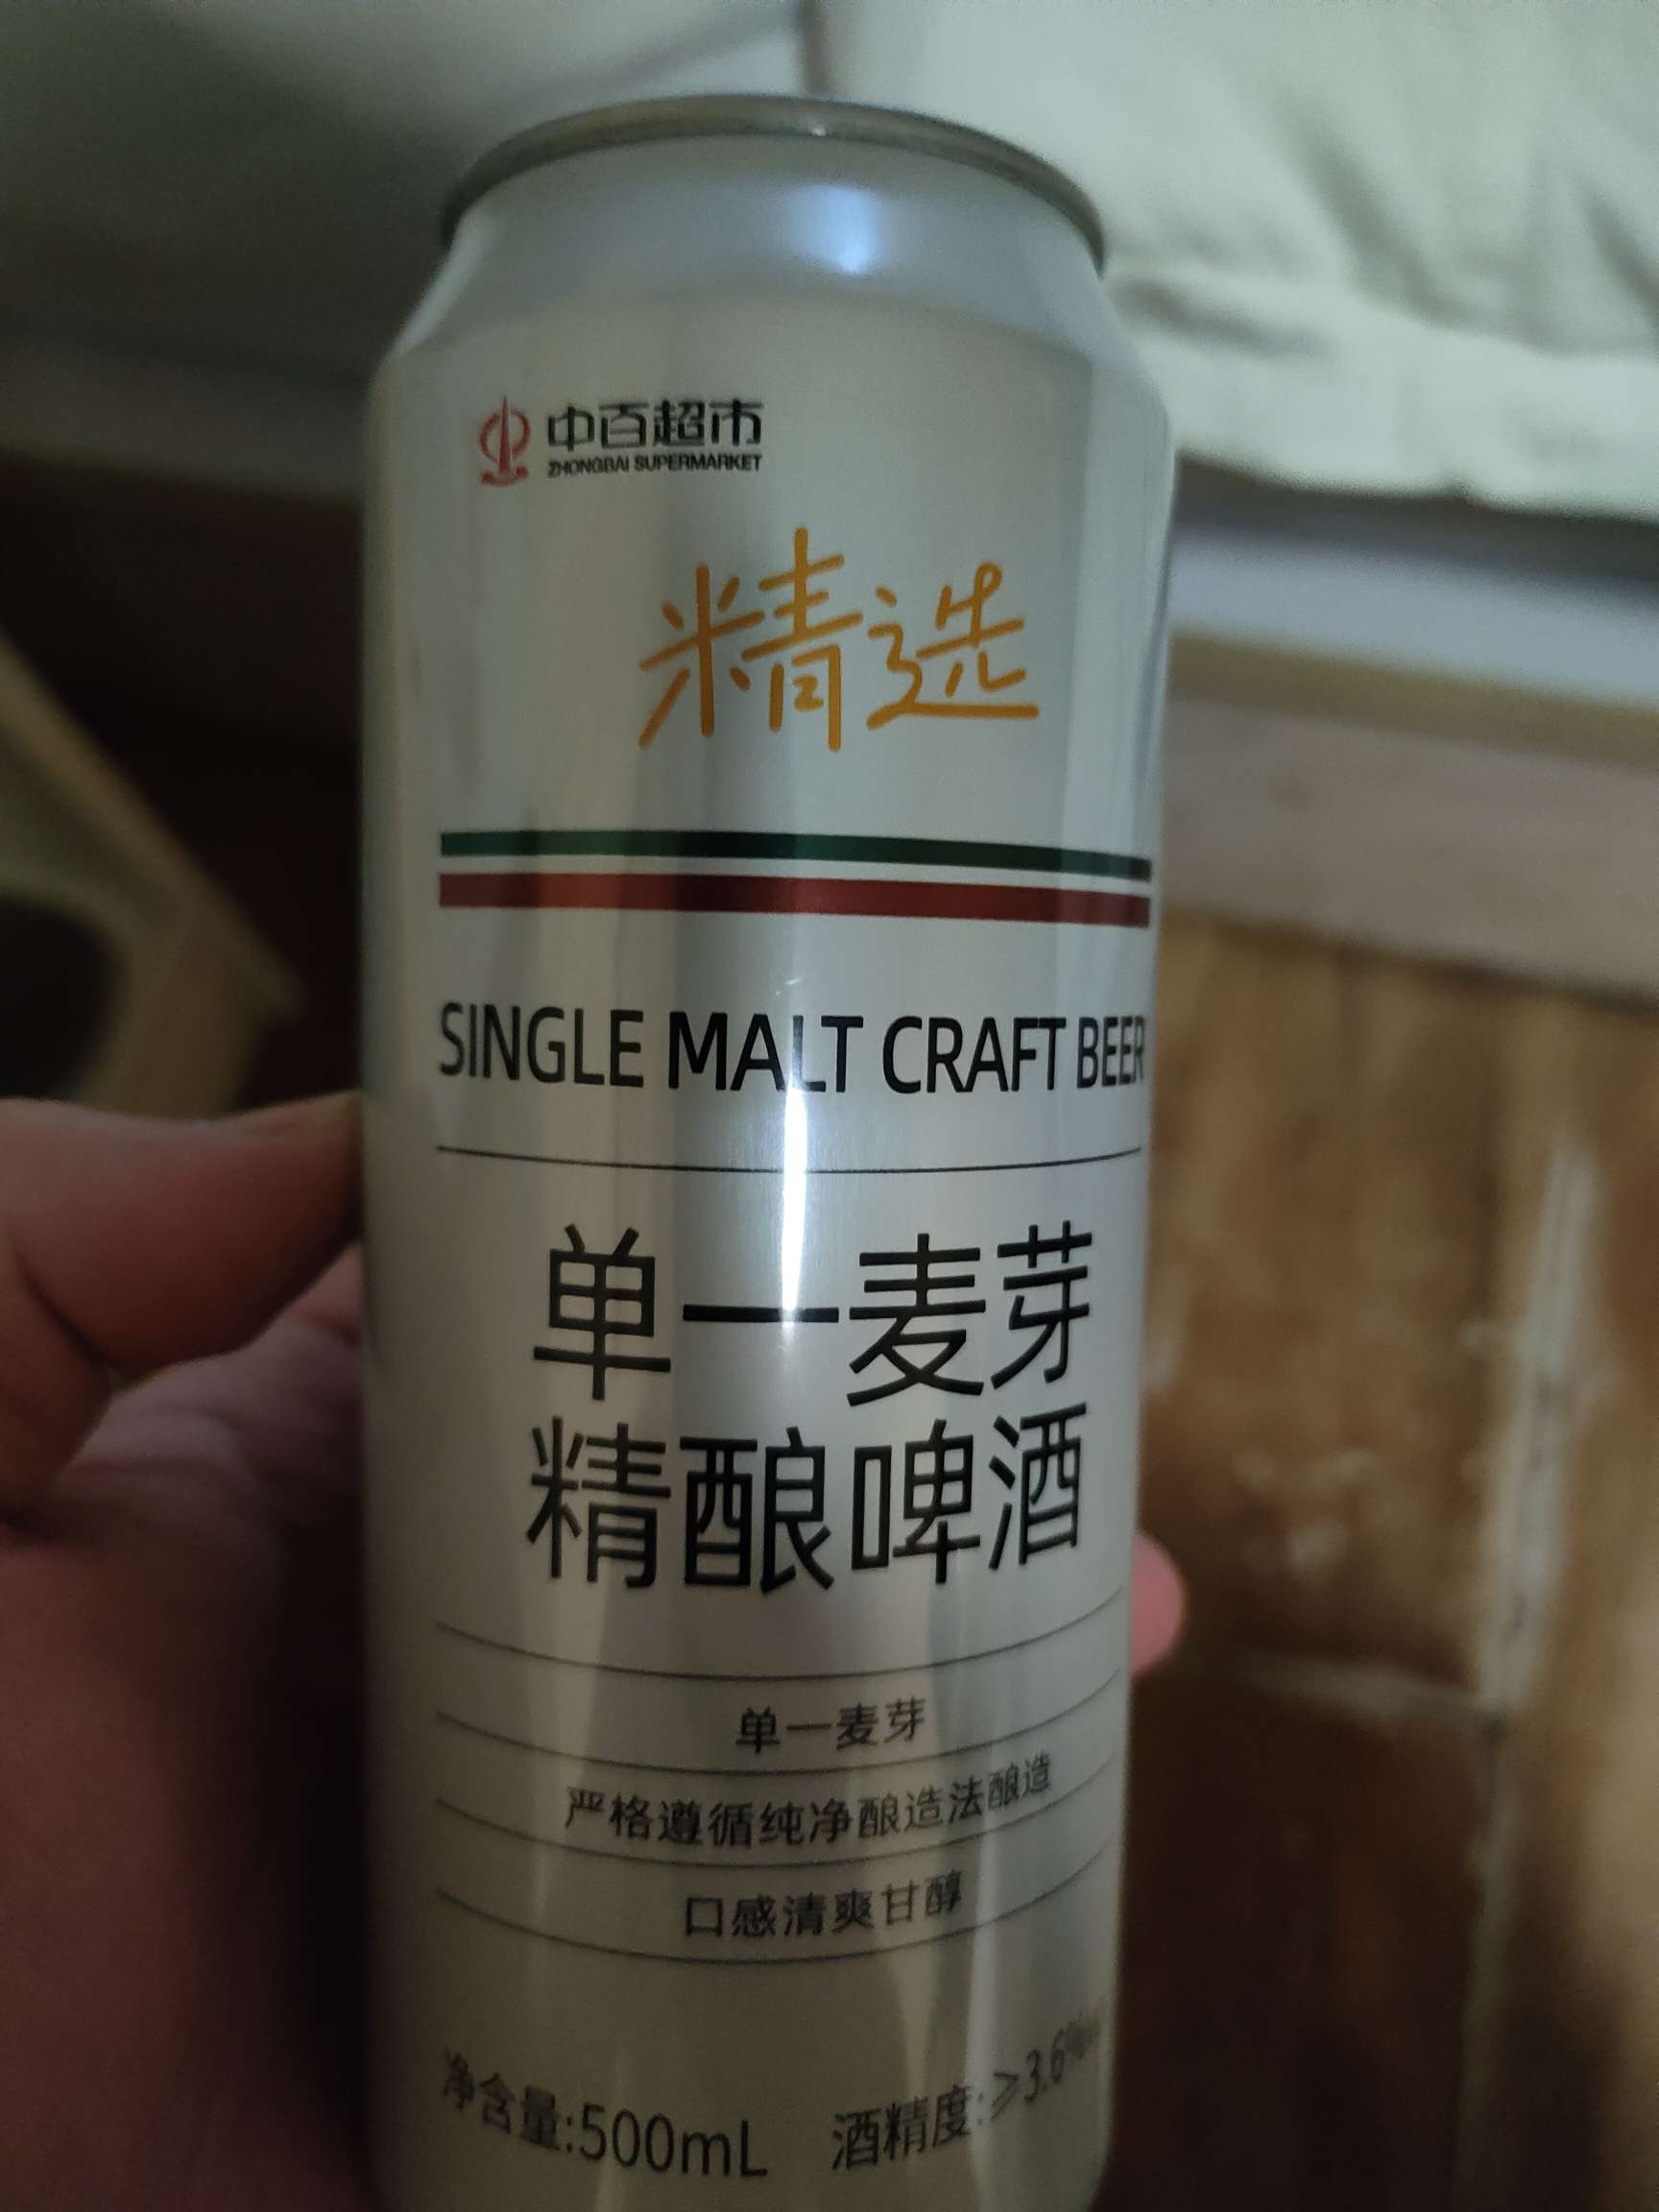 中百超市
ZHONGBAI SUPERMARKET
精选
SINGLE MALT CRAFT BEER
单一麦芽
精酿啤酒
单一麦芽
严格遵循纯净酿造法酿造
口感清爽甘醇
净含量:500mL 酒精度:≥3.6%